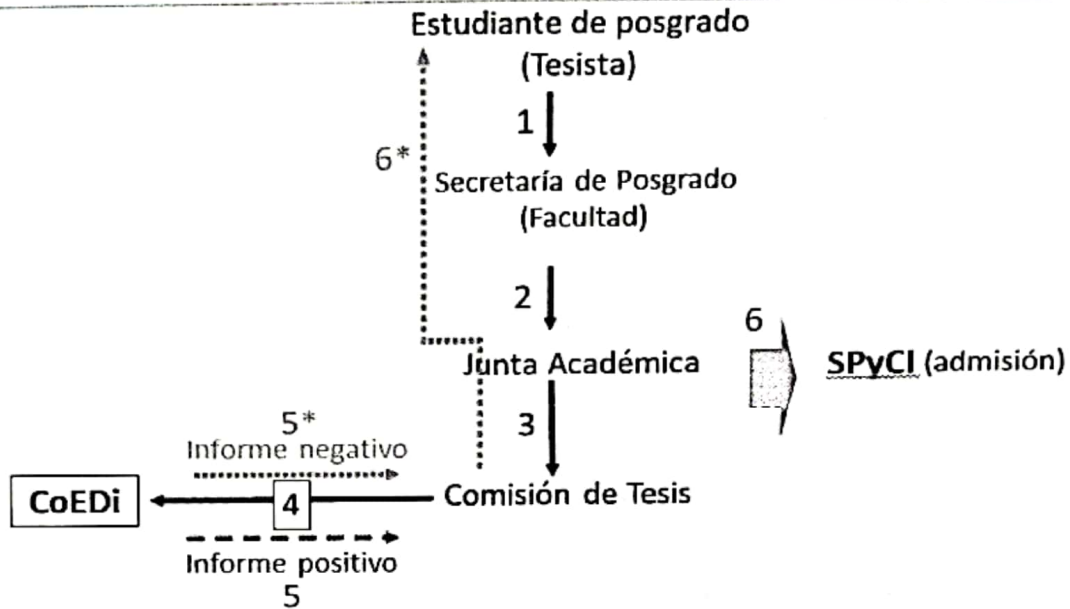 Estudiante de posgrado
(Tesista)
1
6*
Secretaría de Posgrado
(Facultad)
2
6
Junta Académica
SPyCI (admisión)
3
5*
Informe negativo
CoEDi
4
Comisión de Tesis
Informe positivo
5